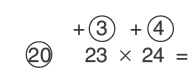 + ③ + ④
⑳ 23 × 24 =